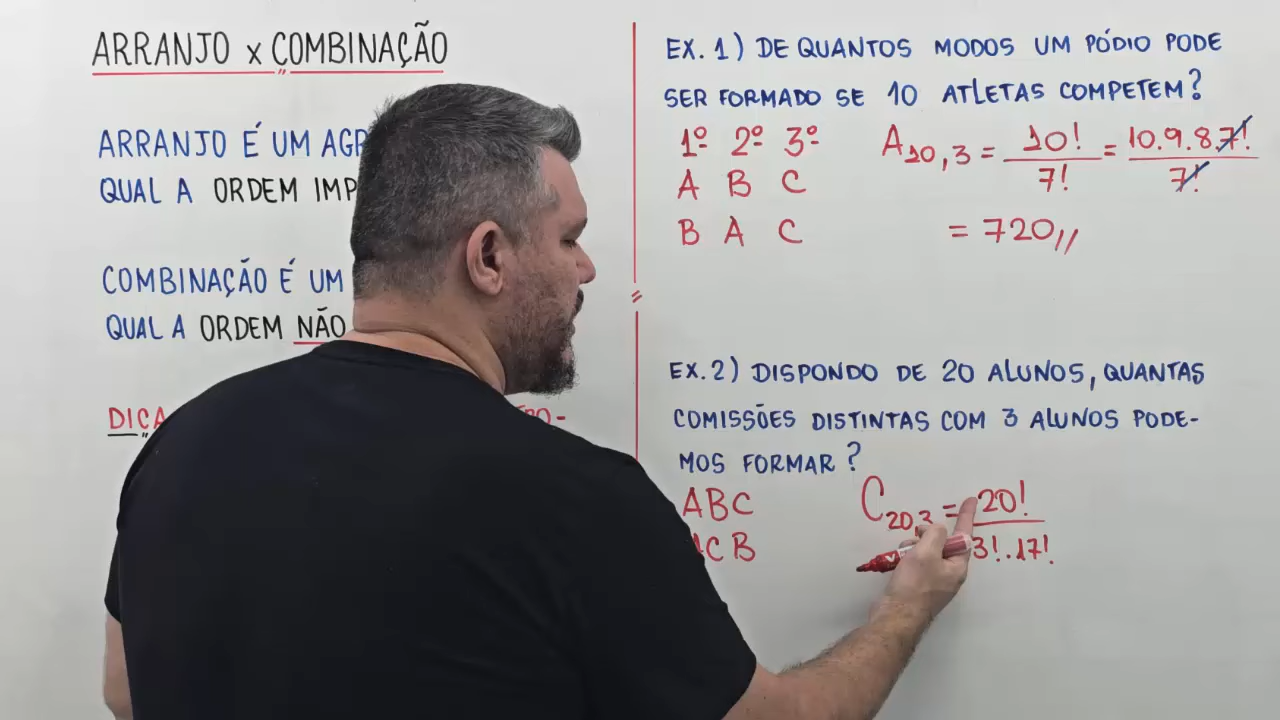 ARRANJO x COMBINAÇÃO
ARRANJO É UM
QUAL A ORDEM
COMBINAÇÃO É UM
QUAL A ORDEM NÃO
DICA
EX. 1) DE QUANTOS MODOS UM PÓDIO PODE
SER FORMADO SE 10 ATLETAS COMPETEM?
1º 2º 3º
A B C
B A C
A10,3 = 10!/7! = 10.9.8.7!/7!
= 720
EX. 2) DISPONDO DE 20 ALUNOS, QUANTAS
COMISSÕES DISTINTAS COM 3 ALUNOS PODE-
MOS FORMAR?
ABC
CB
C20,3 = 20!/3!.17!